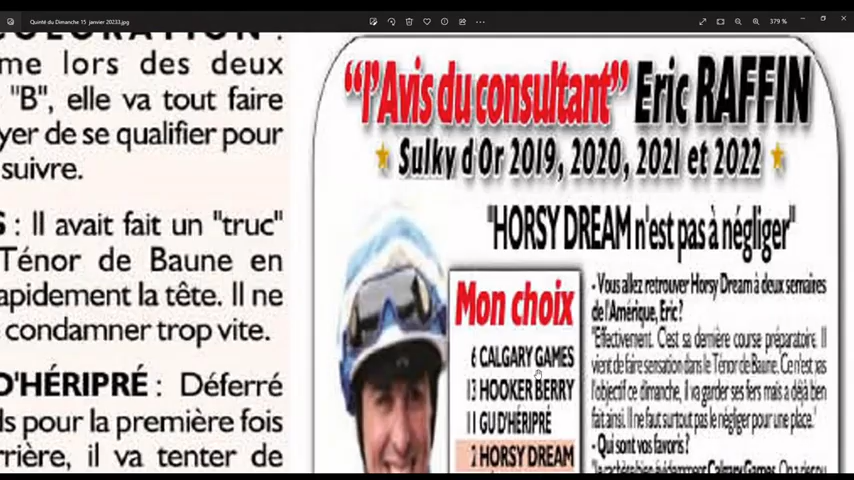 Quinté du Dimanche 15 janvier 20233.jpg
379 %
me lors des deux
"B", elle va tout faire
yer de se qualifier pour
suivre.
S : Il avait fait un "truc"
Ténor de Baune en
apidement la tête. Il ne
condamner trop vite.
D'HÉRIPRÉ : Déferré
ls pour la première fois
rière, il va tenter de
"l'Avis du consultant" Eric RAFFIN
Sulky d'Or 2019, 2020, 2021 et 2022
"HORSY DREAM n'est pas à négliger"
Mon choix
6 CALGARY GAMES
13 HOOKER BERRY
11 GU D'HÉRIPRÉ
2 HORSY DREAM
- Vous allez retrouver Horsy Dream à deux semaines
de l'Amérique, Eric ?
"Effectivement. C'est sa dernière course préparatoire. Il
vient de faire sensation dans le Ténor de Baune. Ce n'est pas
l'objectif ce dimanche, il va garder ses fers mais a déjà bien
fait ainsi. Il ne faut surtout pas le négliger pour une place."
- Qui sont vos favoris ?
évidemment Calgary Games. On a